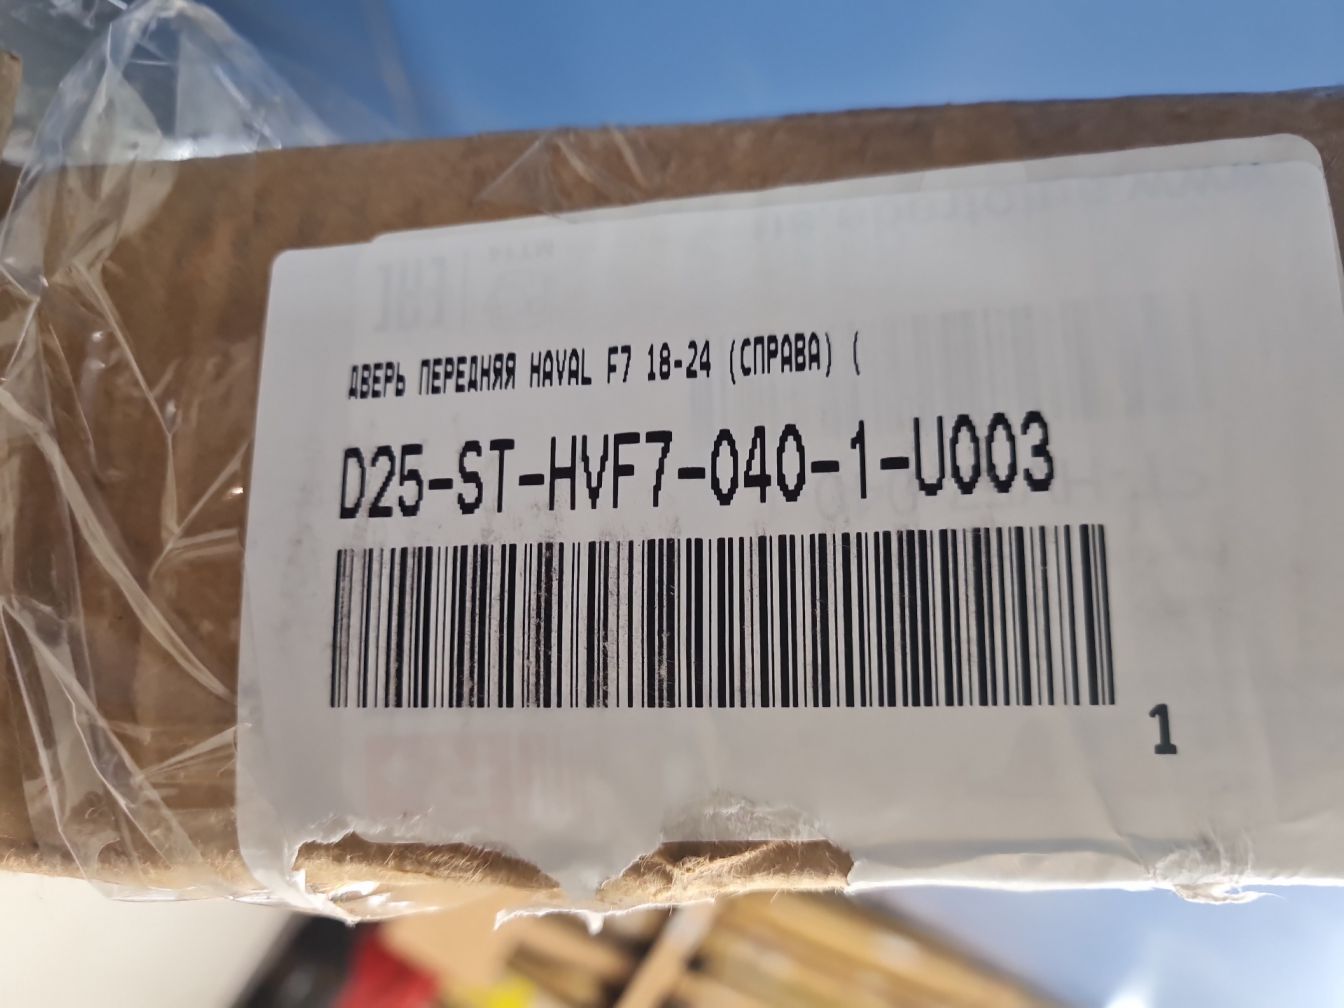 ДВЕРЬ ПЕРЕДНЯЯ HAVAL F7 18-24 (СПРАВА) (
D25-ST-HVF7-040-1-U003
1